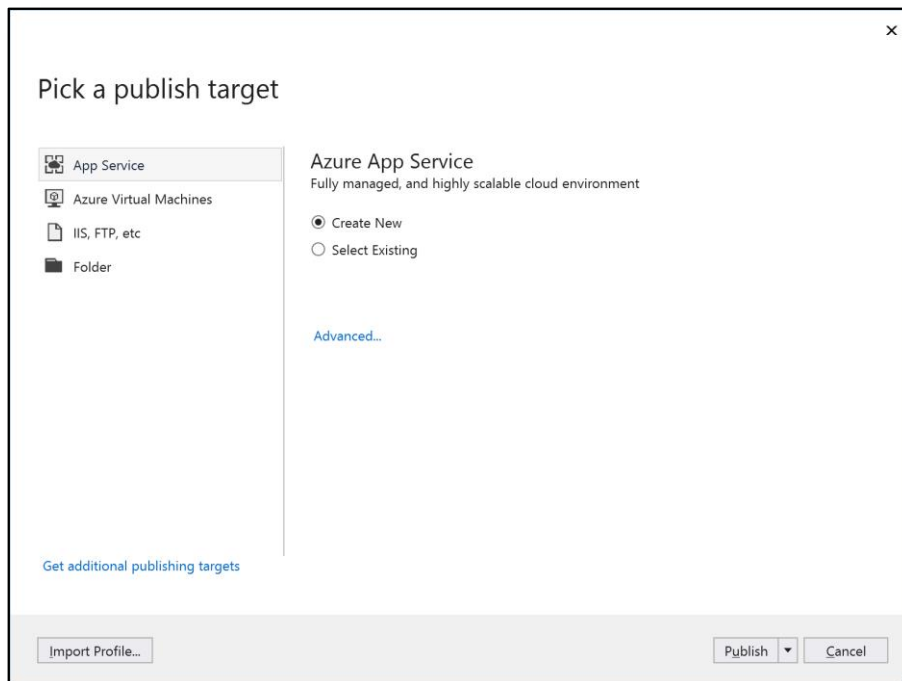 Pick a publish target
App Service
Azure Virtual Machines
IIS, FTP, etc
Folder
Get additional publishing targets
Azure App Service
Fully managed, and highly scalable cloud environment
Create New
Select Existing
Advanced...
Import Profile...
Publish
Cancel